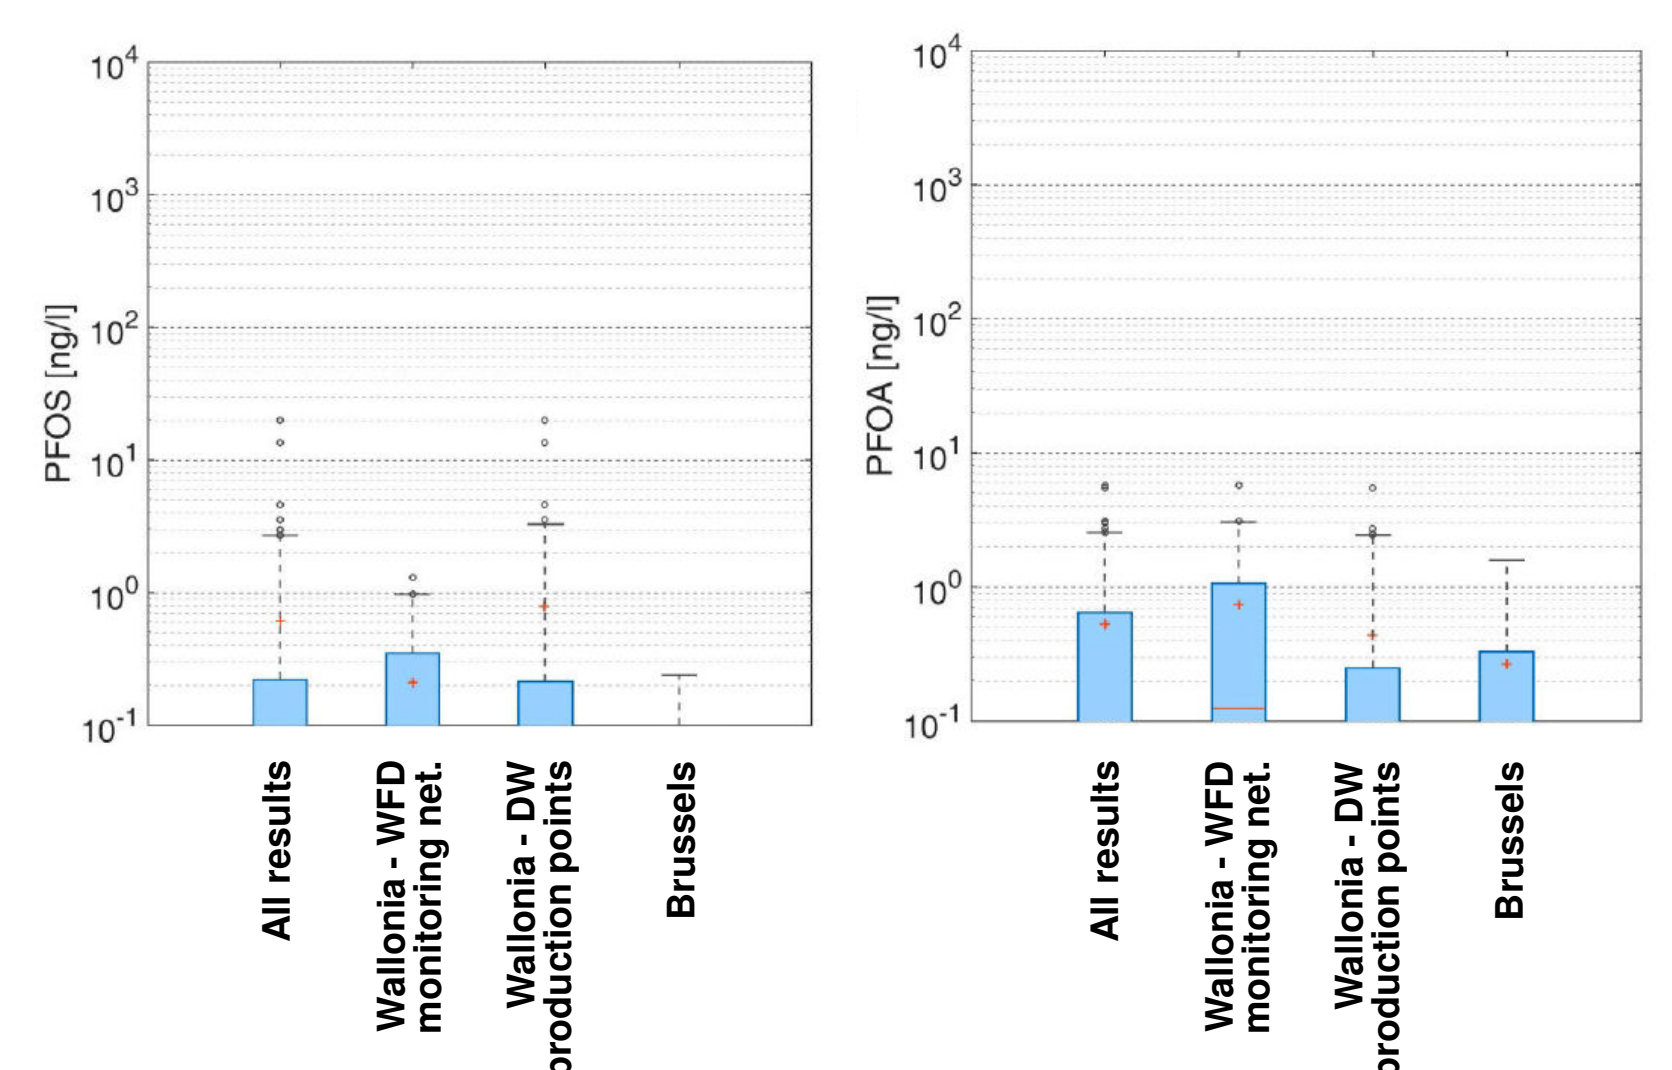 PFOS [ng/l]
10^4
10^3
10^2
10^1
10^0
10^-1
All results
Wallonia - WFD
monitoring net.
Wallonia - DW
production points
Brussels
PFOA [ng/l]
10^4
10^3
10^2
10^1
10^0
10^-1
All results
Wallonia - WFD
monitoring net.
Wallonia - DW
production points
Brussels